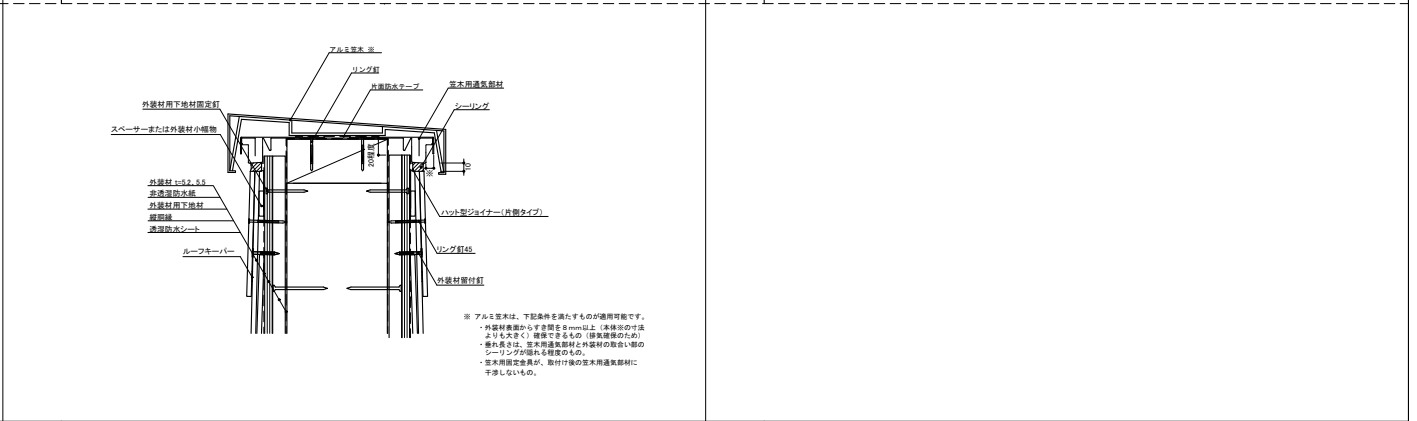 アルミ笠木 ※
リング釘
片面防水テープ
笠木用通気部材
シーリング
外装材用下地材固定釘
スペーサーまたは外装材小幅物
20程度
※
10
外装材 t=5.2, 5.5
非透湿防水紙
外装材用下地材
縦胴縁
透湿防水シート
ルーフキーパー
ハット型ジョイナー(片側タイプ)
リング釘45
外装材留付釘
※ アルミ笠木は、下記条件を満たすものが適用可能です。
・外装材表面からすき間を8mm以上（本体※の寸法
よりも大きく）確保できるもの（排気確保のため）
・垂れ長さは、笠木用通気部材と外装材の取合い部の
シーリングが隠れる程度のもの。
・笠木用固定金具が、取付け後の笠木用通気部材に
干渉しないもの。